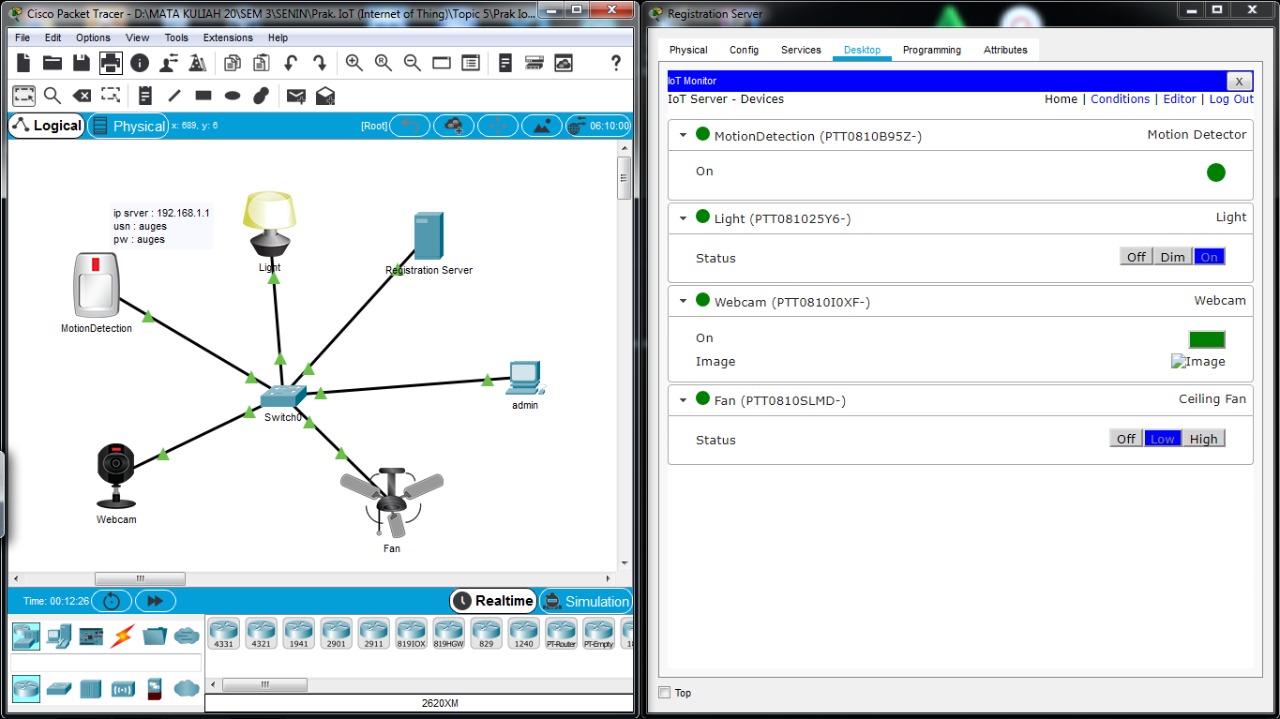 Cisco Packet Tracer - D:\MATA KULIAH 20\SEM 3\SENIN\Prak. IoT (Internet of Thing)\Topic 5\Prak Io...
File Edit Options View Tools Extensions Help
Logical Physical x: 689, y: 6 [Root] 06:10:00
ip srver : 192.168.1.1
usn : auges
pw : auges
Light
Registration Server
MotionDetection
admin
Switch0
Webcam
Fan
Time: 00:12:26 Realtime Simulation
4331 4321 1941 2901 2911 819IOX 819HGW 829 1240 PT-Router PT-Empty
2620XM
Registration Server
Physical Config Services Desktop Programming Attributes
IoT Monitor X
IoT Server - Devices Home | Conditions | Editor | Log Out
MotionDetection (PTT0810B95Z-) Motion Detector
On
Light (PTT081025Y6-) Light
Status Off Dim On
Webcam (PTT0810I0XF-) Webcam
On
Image Image
Fan (PTT0810SLMD-) Ceiling Fan
Status Off Low High
Top